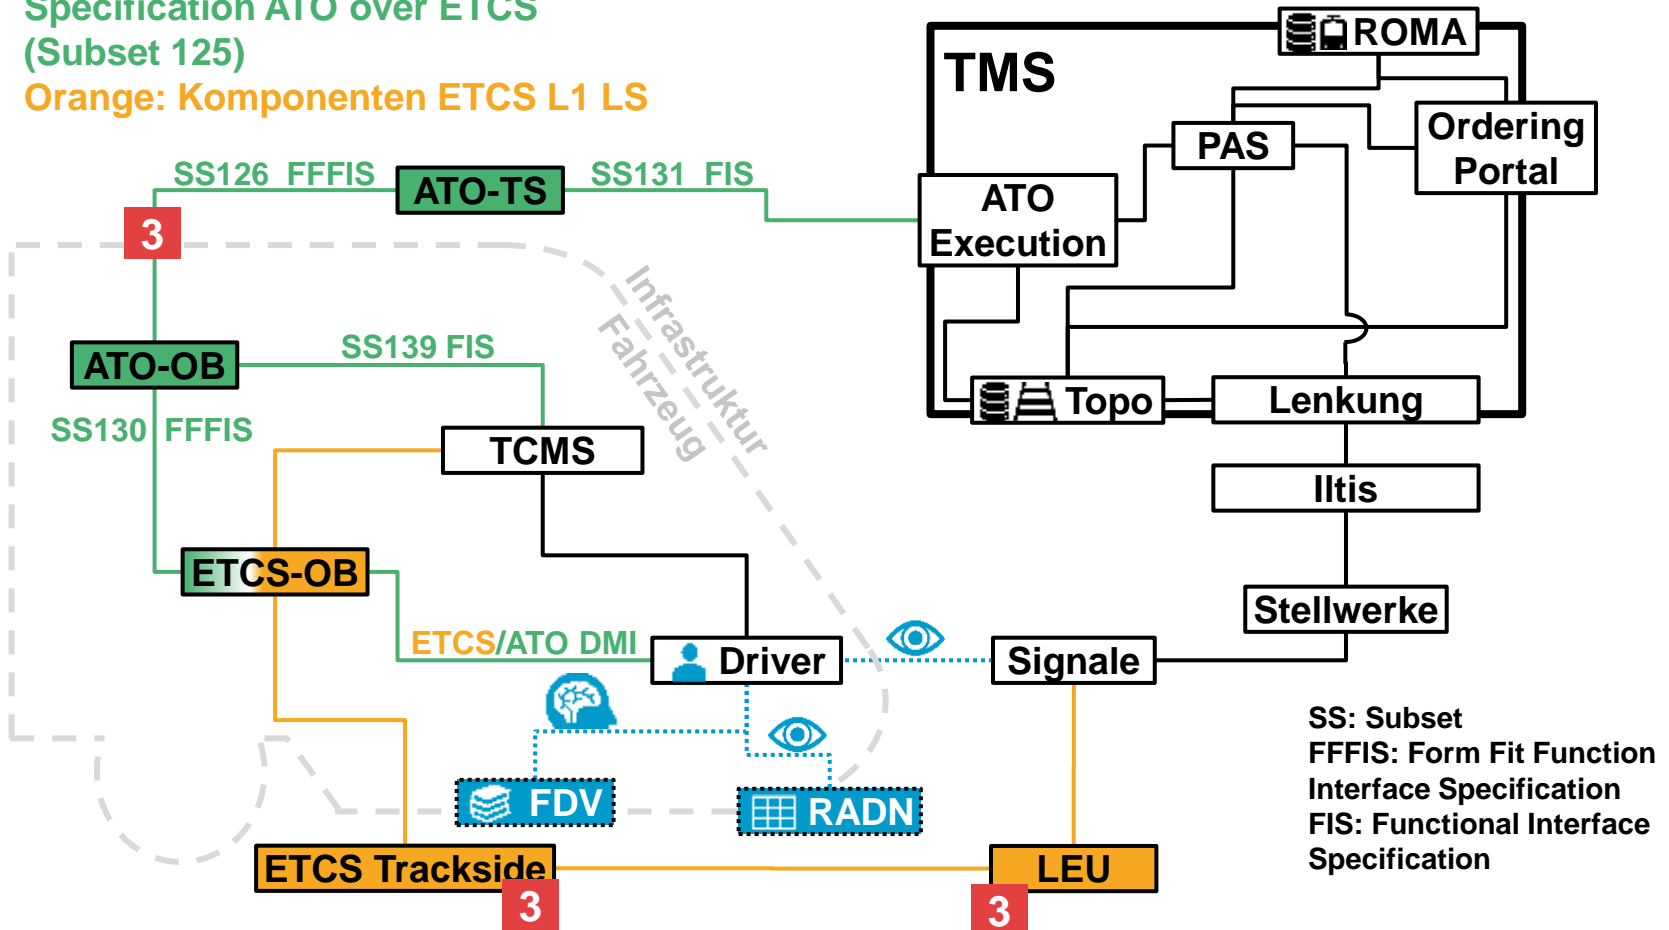 Specification ATO over ETCS
(Subset 125)
Orange: Komponenten ETCS L1 LS
ROMA
TMS
Ordering
Portal
PAS
SS126 FFFIS
ATO-TS
SS131 FIS
ATO
Execution
3
Infrastruktur
Fahrzeug
SS139 FIS
ATO-OB
Topo
Lenkung
SS130 FFFIS
TCMS
Iltis
ETCS-OB
Stellwerke
ETCS/ATO DMI
Driver
Signale
SS: Subset
FFFIS: Form Fit Function
Interface Specification
FIS: Functional Interface
Specification
FDV
RADN
ETCS Trackside
LEU
3
3